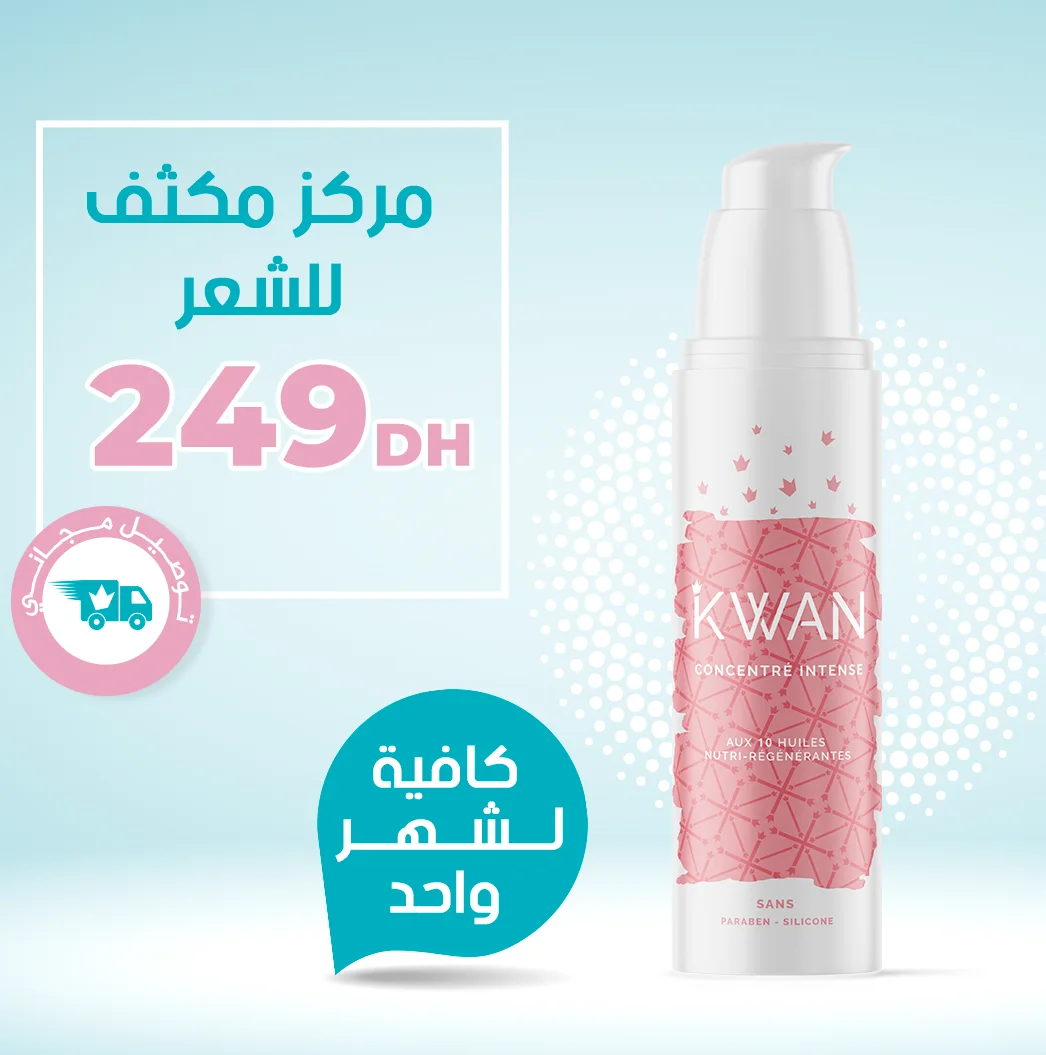 مركز مكثف
للشعر
249DH
توصيل مجاني
كافية
لشهر
واحد
KWAN
CONCENTRÉ INTENSE
AUX 10 HUILES
NUTRI-RÉGÉNÉRANTES
SANS
PARABEN - SILICONE